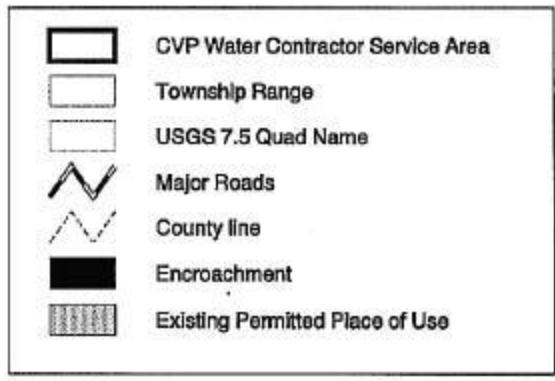 CVP Water Contractor Service Area
Township Range
USGS 7.5 Quad Name
Major Roads
County line
Encroachment
Existing Permitted Place of Use